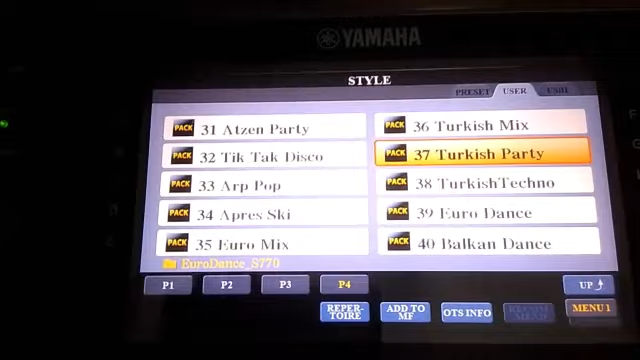 YAMAHA
STYLE
PRESET USER USB1
PACK 31 Atzen Party
PACK 32 Tik Tak Disco
PACK 33 Arp Pop
PACK 34 Apres Ski
PACK 35 Euro Mix
PACK 36 Turkish Mix
PACK 37 Turkish Party
PACK 38 TurkishTechno
PACK 39 Euro Dance
PACK 40 Balkan Dance
EuroDance_S770
P1 P2 P3 P4 UP
REPER-
TOIRE
ADD TO
MF
OTS INFO
MENU 1